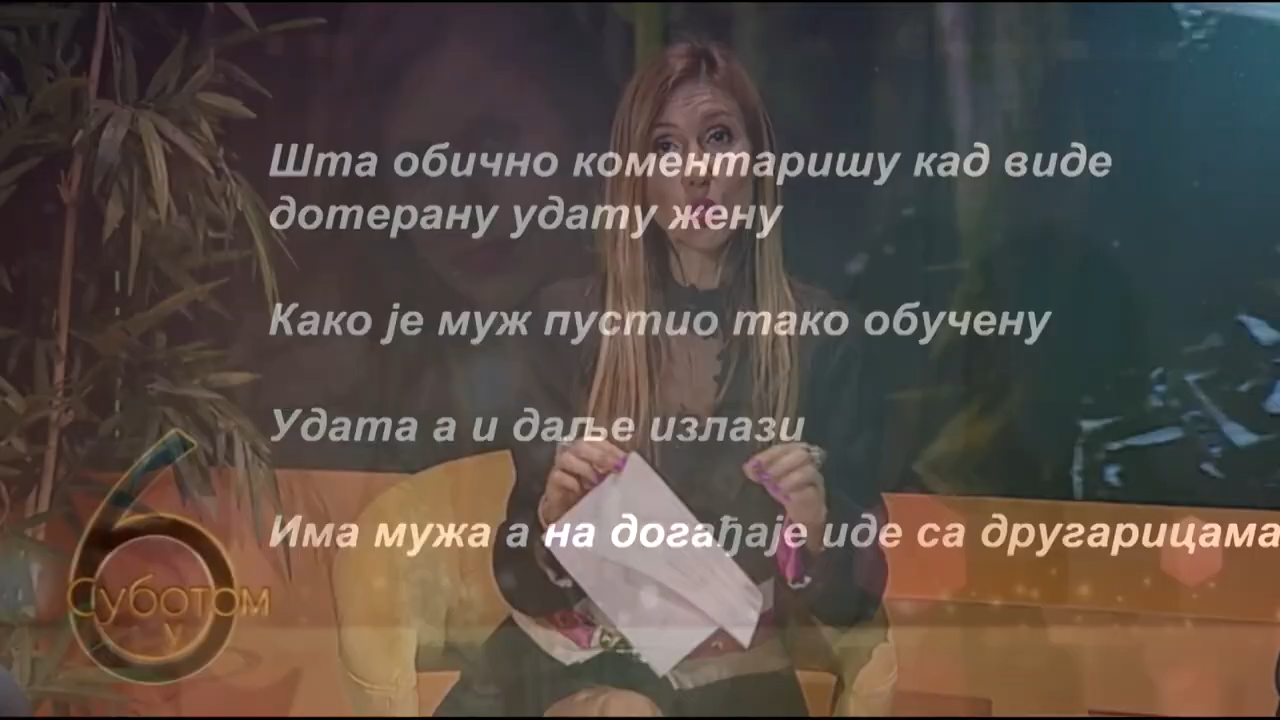 Шта обично коментаришу кад виде
дотерану удату жену
Како је муж пустио тако обучену
Удата а и даље излази
Има мужа а на догађаје иде са другарицама
6
Суботом
у